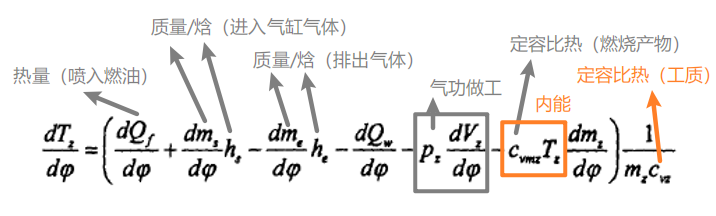 质量/焓（进入气缸气体）
定容比热（燃烧产物）
质量/焓（排出气体）
热量（喷入燃油）
气功做工
内能
定容比热（工质）
dT_z/dφ = ( dQ_f/dφ + dm_s/dφ h_s − dm_e/dφ h_e − dQ_w/dφ − p_z dV_z/dφ − c_vmz T_z dm_z/dφ ) 1/(m_z c_vz)